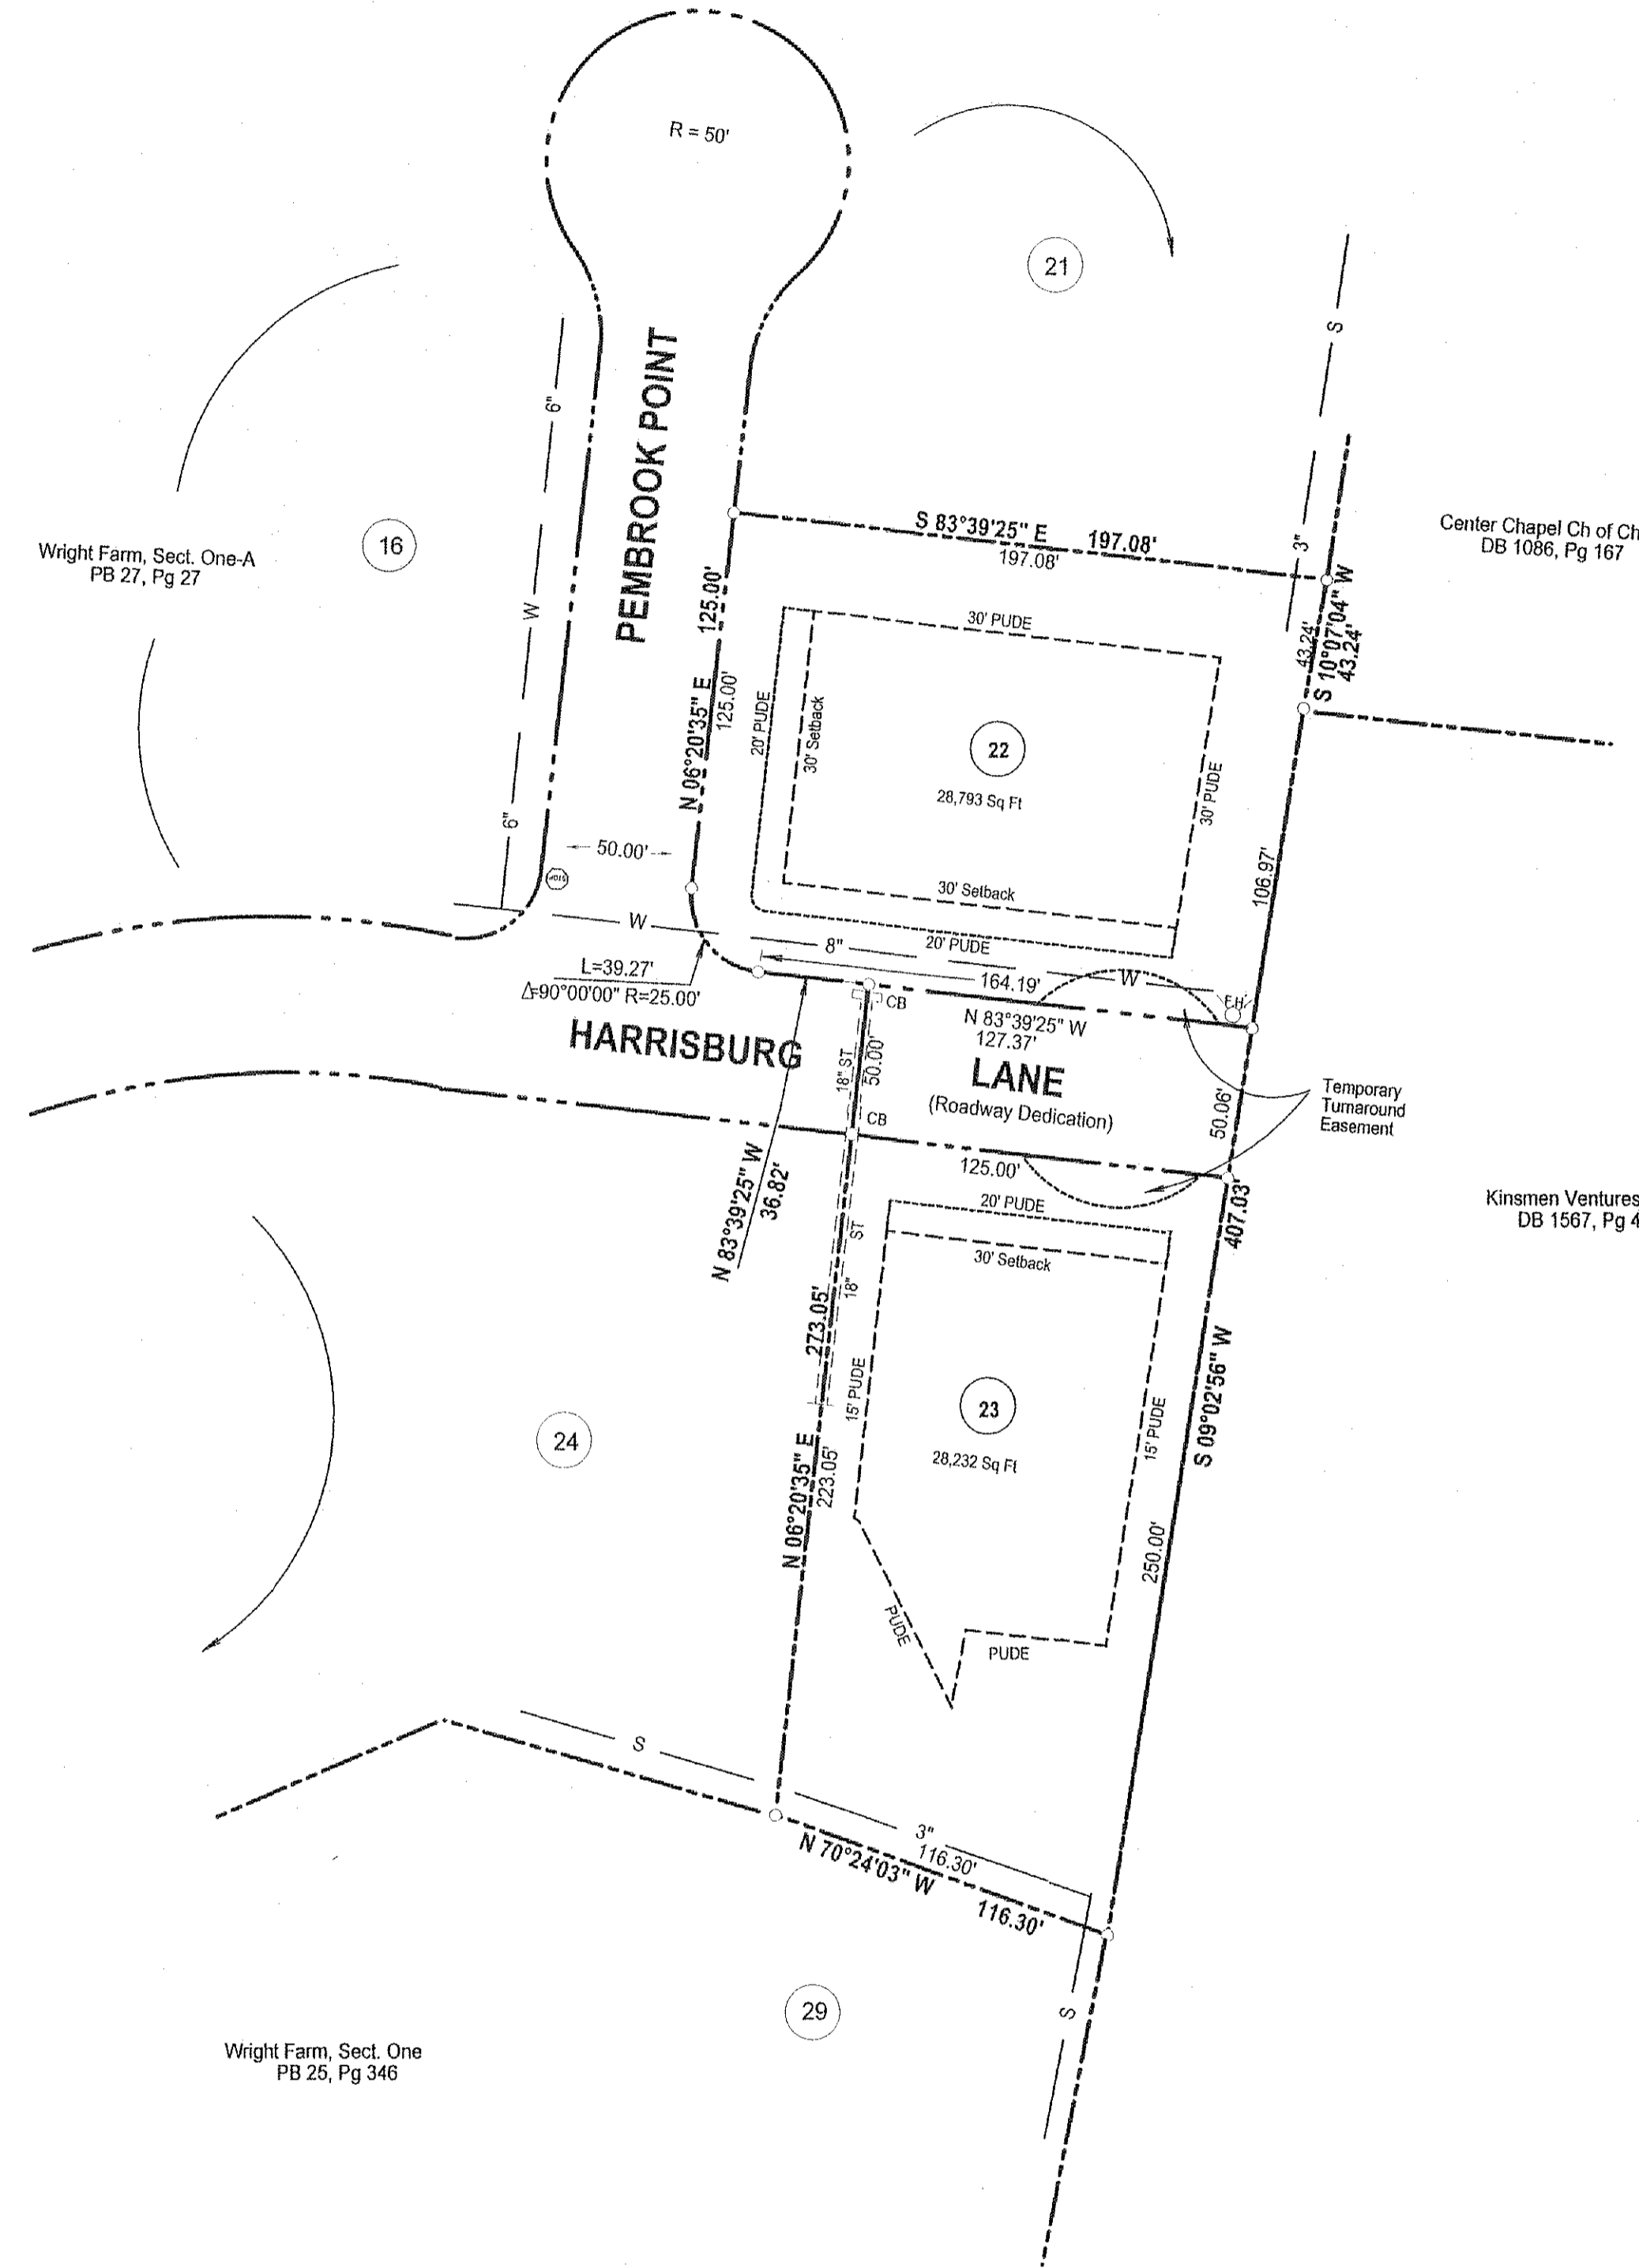 R = 50'
21
S
6"
PEMBROOK POINT
16
Wright Farm, Sect. One-A
PB 27, Pg 27
W
6"
S 83°39'25" E 197.08'
197.08'
3"
Center Chapel Ch of Ch
DB 1086, Pg 167
S 10°07'04" W
43.24'
43.24'
N 06°20'35" E 125.00'
125.00'
30' PUDE
20' PUDE
30' Setback
22
28,793 Sq Ft
30' PUDE
30' Setback
20' PUDE
106.97'
50.00'
STOP
W
8"
W
164.19'
F.H.
L=39.27'
Δ=90°00'00" R=25.00'
CB
N 83°39'25" W
127.37'
HARRISBURG
LANE
(Roadway Dedication)
18" ST
50.00'
CB
50.06'
Temporary
Turnaround
Easement
N 83°39'25" W
36.82'
125.00'
20' PUDE
30' Setback
407.03'
Kinsmen Ventures
DB 1567, Pg 4
ST
18"
273.05'
15' PUDE
23
28,232 Sq Ft
15' PUDE
S 09°02'56" W
250.00'
24
N 06°20'35" E
223.05'
PUDE
PUDE
S
3"
116.30'
N 70°24'03" W 116.30'
29
S
Wright Farm, Sect. One
PB 25, Pg 346